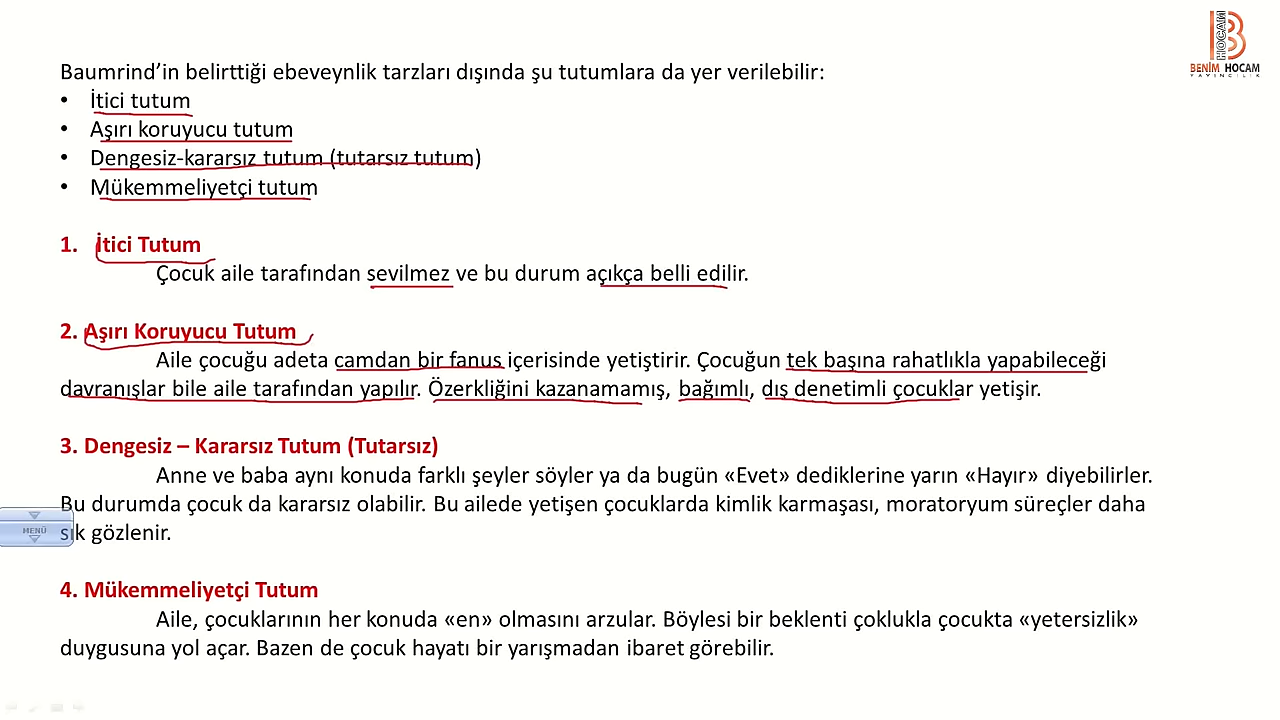 BENİM HOCAM
YAYINCILIK
Baumrind’in belirttiği ebeveynlik tarzları dışında şu tutumlara da yer verilebilir:
• İtici tutum
• Aşırı koruyucu tutum
• Dengesiz-kararsız tutum (tutarsız tutum)
• Mükemmeliyetçi tutum
1. İtici Tutum
Çocuk aile tarafından sevilmez ve bu durum açıkça belli edilir.
2. Aşırı Koruyucu Tutum
Aile çocuğu adeta camdan bir fanus içerisinde yetiştirir. Çocuğun tek başına rahatlıkla yapabileceği
davranışlar bile aile tarafından yapılır. Özerkliğini kazanamamış, bağımlı, dış denetimli çocuklar yetişir.
3. Dengesiz – Kararsız Tutum (Tutarsız)
Anne ve baba aynı konuda farklı şeyler söyler ya da bugün «Evet» dediklerine yarın «Hayır» diyebilirler.
Bu durumda çocuk da kararsız olabilir. Bu ailede yetişen çocuklarda kimlik karmaşası, moratoryum süreçler daha
MENÜ
sık gözlenir.
4. Mükemmeliyetçi Tutum
Aile, çocuklarının her konuda «en» olmasını arzular. Böylesi bir beklenti çoklukla çocukta «yetersizlik»
duygusuna yol açar. Bazen de çocuk hayatı bir yarışmadan ibaret görebilir.